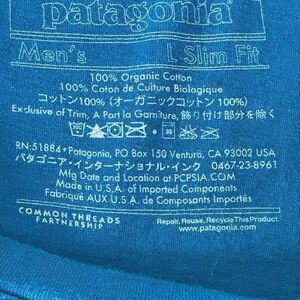 patagonia®
Men's L Slim Fit
100% Organic Cotton
100% Coton de Culture Biologique
コットン100% (オーガニックコットン 100%)
Exclusive of Trim, A Part la Garniture, 飾り付け部分を除く
RN:51884 *Patagonia, PO Box 150 Ventura, CA 93002 USA
パタゴニア・インターナショナル・インク 0467-23-8961
Mfg Date and Location at PCPSIA.COM
Made in U.S.A. of Imported Components
Fabriqué AUX U.S.A. de Composants Importés
COMMON THREADS
PARTNERSHIP
Repair, Reuse, Recycle This Product
www.patagonia.com